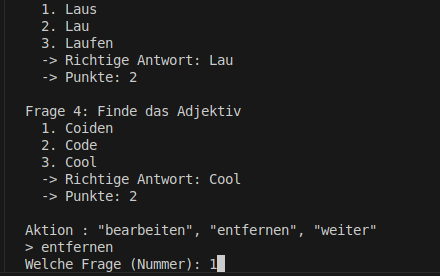 1. Laus
2. Lau
3. Laufen
-> Richtige Antwort: Lau
-> Punkte: 2
Frage 4: Finde das Adjektiv
1. Coiden
2. Code
3. Cool
-> Richtige Antwort: Cool
-> Punkte: 2
Aktion : "bearbeiten", "entfernen", "weiter"
> entfernen
Welche Frage (Nummer): 1